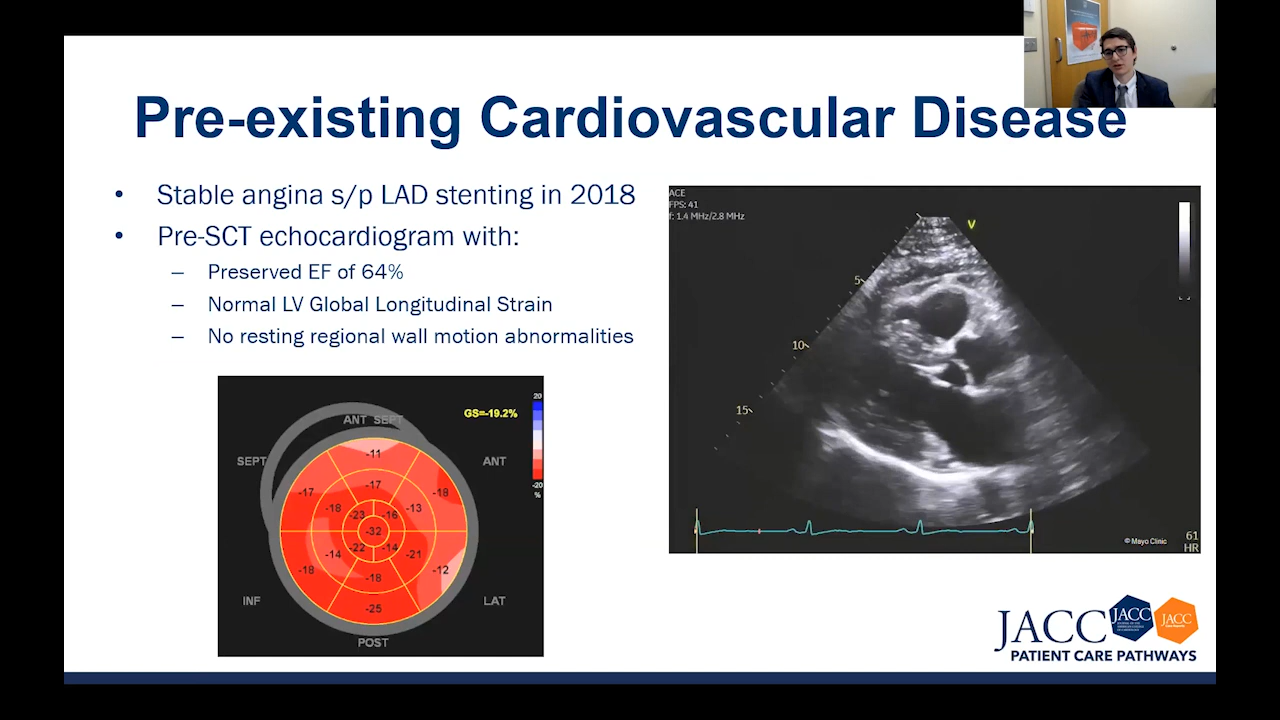 Pre-existing Cardiovascular Disease
• Stable angina s/p LAD stenting in 2018
• Pre-SCT echocardiogram with:
– Preserved EF of 64%
– Normal LV Global Longitudinal Strain
– No resting regional wall motion abnormalities
GS=-19.2%
20
-20
%
ANT SEPT
SEPT
ANT
INF
LAT
POST
-11
-17
-17
-18
-18
-13
-23
-16
-32
-22
-14
-14
-21
-18
-12
-18
-25
ACE
FPS: 41
f: 1.4 MHz/2.8 MHz
V
5
10
15
© Mayo Clinic
61
HR
JACC
JACC
JACC
PATIENT CARE PATHWAYS